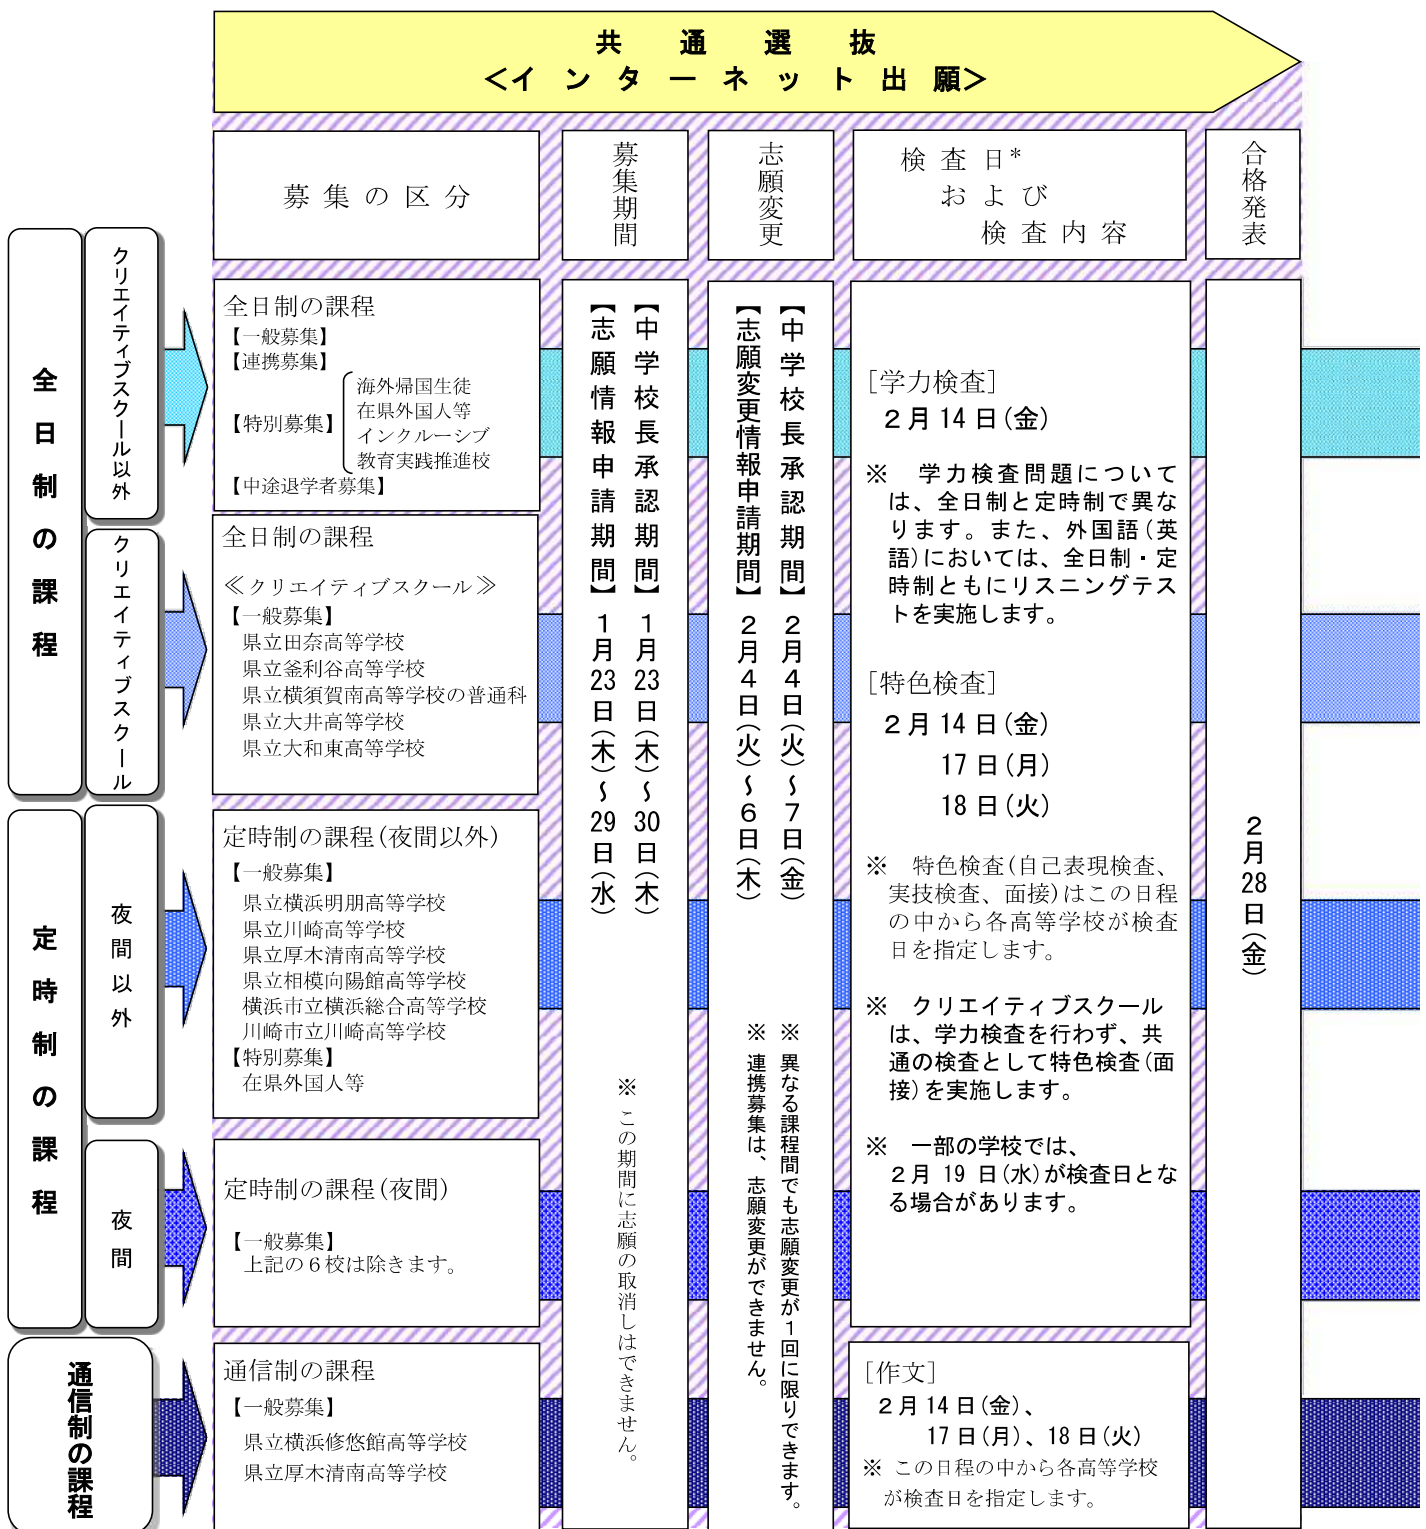 共通選抜
＜インターネット出願＞
募集の区分
募集期間
志願変更
検査日*
および
検査内容
合格発表
全日制の課程
クリエイティブスクール以外
全日制の課程
【一般募集】
【連携募集】
【特別募集】
海外帰国生徒
在県外国人等
インクルーシブ
教育実践推進校
【中途退学者募集】
クリエイティブスクール
全日制の課程
≪クリエイティブスクール≫
【一般募集】
県立田奈高等学校
県立釜利谷高等学校
県立横須賀南高等学校の普通科
県立大井高等学校
県立大和東高等学校
定時制の課程
夜間以外
定時制の課程(夜間以外)
【一般募集】
県立横浜明朋高等学校
県立川崎高等学校
県立厚木清南高等学校
県立相模向陽館高等学校
横浜市立横浜総合高等学校
川崎市立川崎高等学校
【特別募集】
在県外国人等
夜間
定時制の課程(夜間)
【一般募集】
上記の６校は除きます。
通信制の課程
通信制の課程
【一般募集】
県立横浜修悠館高等学校
県立厚木清南高等学校
【中学校長承認期間】１月23日(木)～30日(木)
【志願情報申請期間】１月23日(木)～29日(水)
※ この期間に志願の取消しはできません。
【中学校長承認期間】２月４日(火)～７日(金)
【志願変更情報申請期間】２月４日(火)～６日(木)
※ 異なる課程間でも志願変更が１回に限りできます。
※ 連携募集は、志願変更ができません。
[学力検査]
２月14日(金)
※ 学力検査問題について
は、全日制と定時制で異な
ります。また、外国語(英
語)においては、全日制・定
時制ともにリスニングテス
トを実施します。
[特色検査]
２月14日(金)
17日(月)
18日(火)
※ 特色検査(自己表現検査、
実技検査、面接)はこの日程
の中から各高等学校が検査
日を指定します。
※ クリエイティブスクール
は、学力検査を行わず、共
通の検査として特色検査(面
接)を実施します。
※ 一部の学校では、
２月19日(水)が検査日とな
る場合があります。
[作文]
２月14日(金)、
17日(月)、18日(火)
※ この日程の中から各高等学校
が検査日を指定します。
２月28日(金)